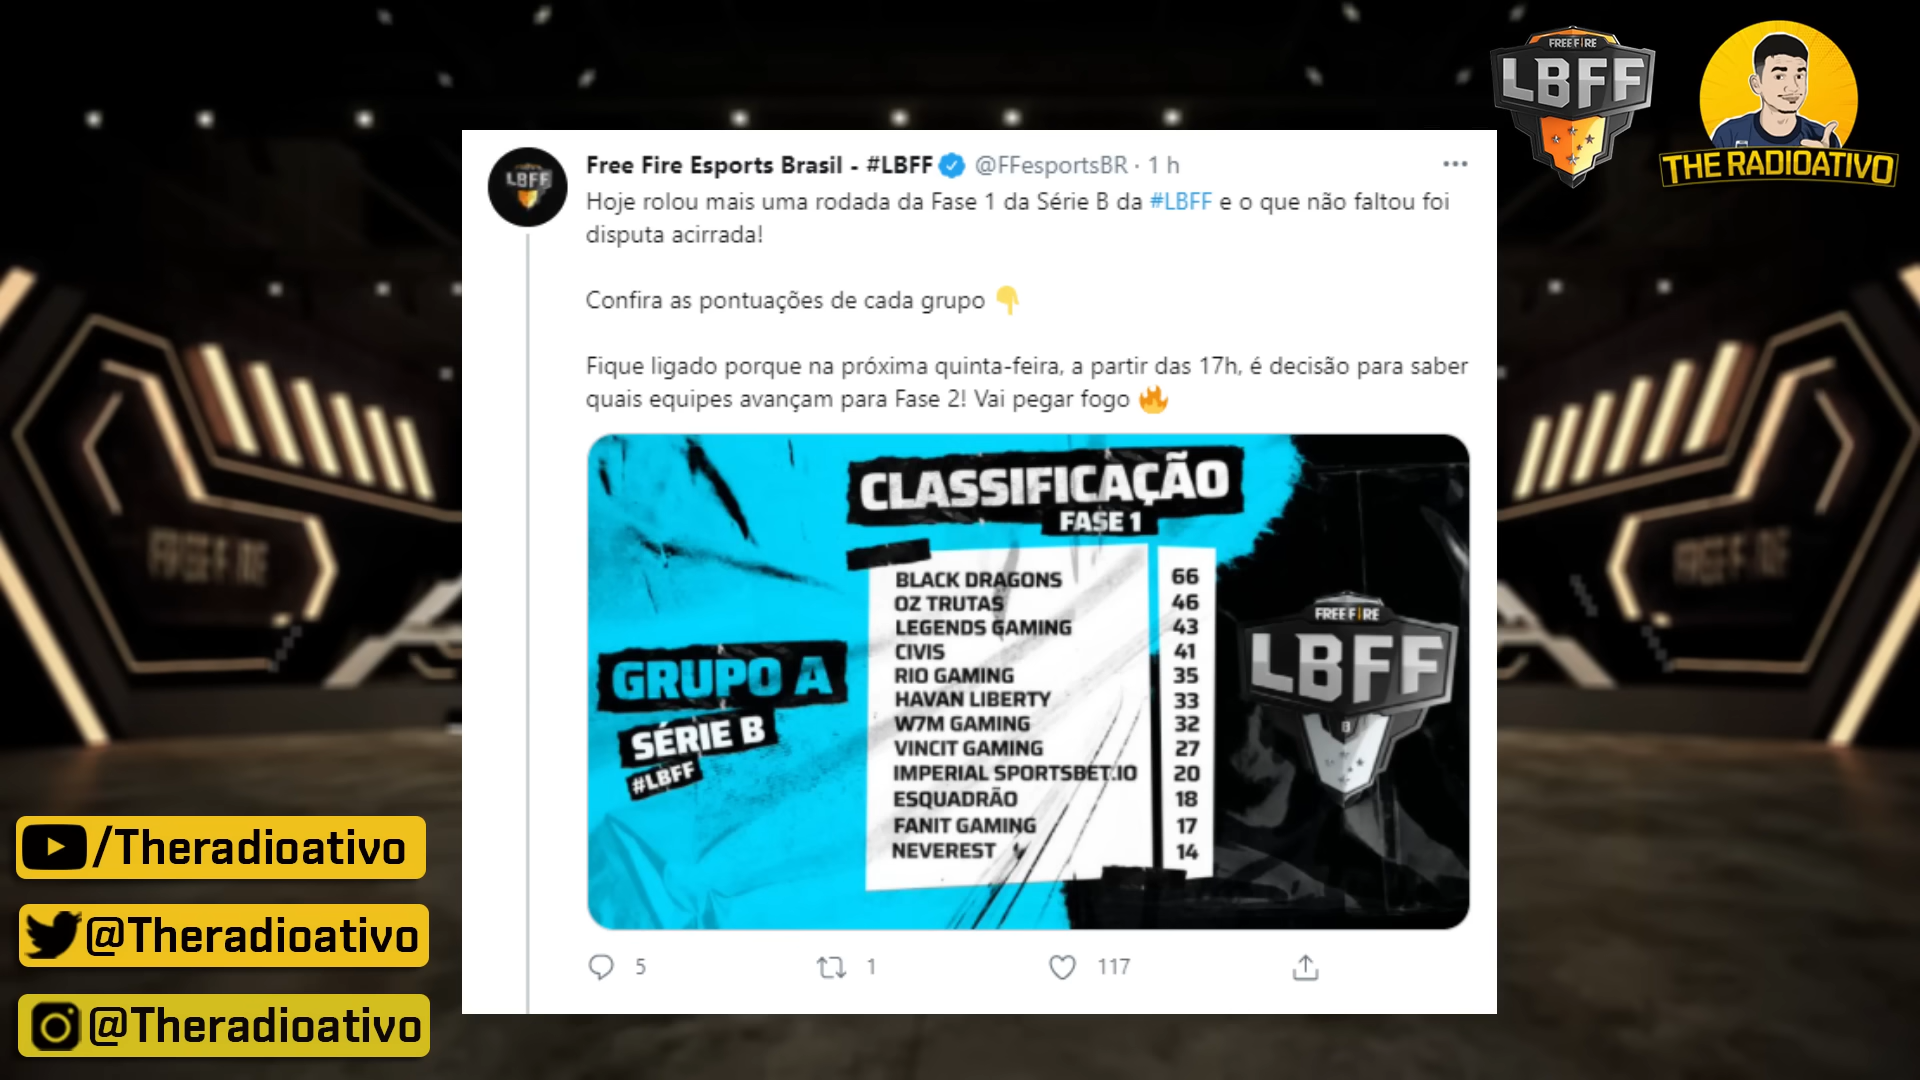 FREE FIRE
LBFF
THE RADIOATIVO
LBFF
Free Fire Esports Brasil - #LBFF @FFesportsBR · 1 h
Hoje rolou mais uma rodada da Fase 1 da Série B da #LBFF e o que não faltou foi
disputa acirrada!
Confira as pontuações de cada grupo 👇
Fique ligado porque na próxima quinta-feira, a partir das 17h, é decisão para saber
quais equipes avançam para Fase 2! Vai pegar fogo 🔥
CLASSIFICAÇÃO
FASE 1
GRUPO A
SÉRIE B
#LBFF
BLACK DRAGONS 66
OZ TRUTAS 46
LEGENDS GAMING 43
CIVIS 41
RIO GAMING 35
HAVAN LIBERTY 33
W7M GAMING 32
VINCIT GAMING 27
IMPERIAL SPORTSBET.IO 20
ESQUADRÃO 18
FANIT GAMING 17
NEVEREST 14
FREE FIRE
LBFF
B
5 1 117
FREE FIRE
FREE FIRE
/Theradioativo
@Theradioativo
@Theradioativo